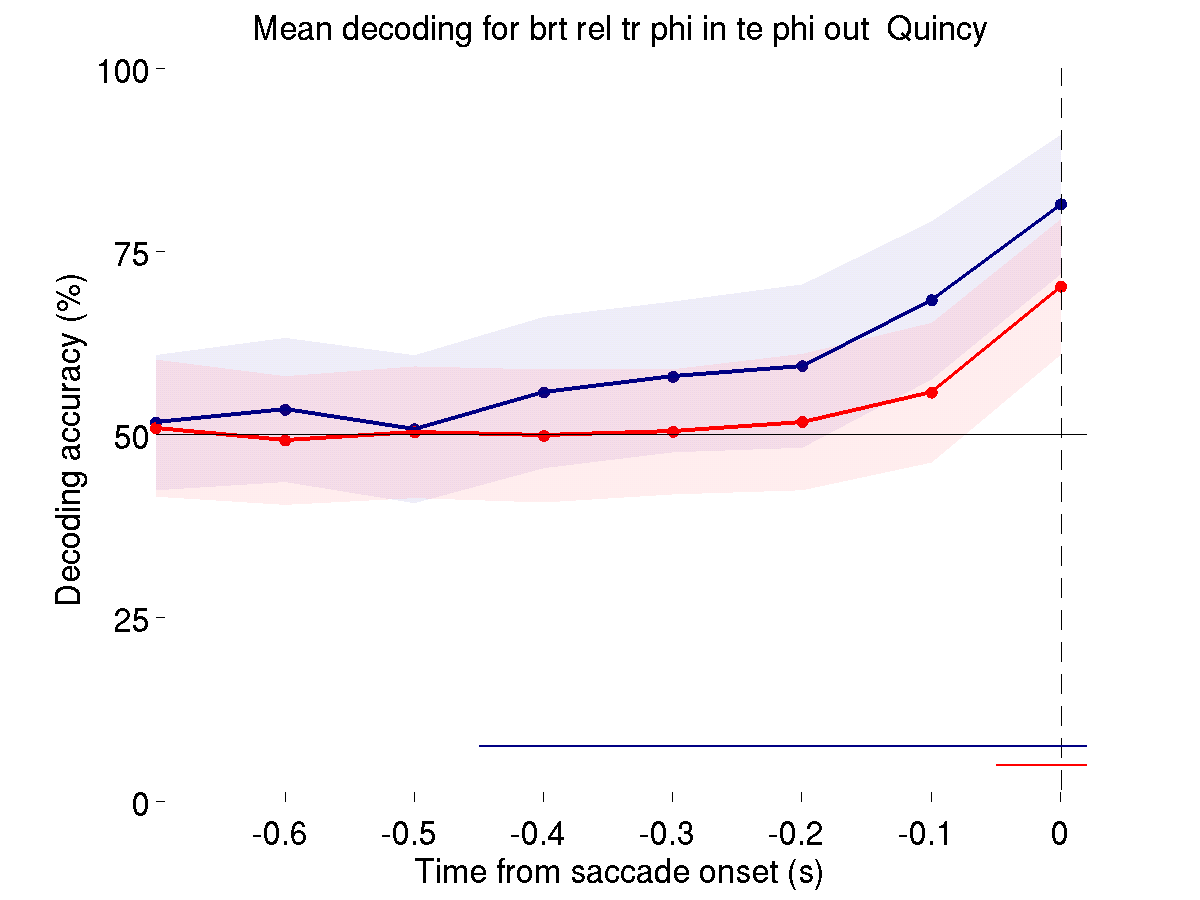 Mean decoding for brt rel tr phi in te phi out  Quincy
100
75
50
25
0
Decoding accuracy (%)
-0.6 -0.5 -0.4 -0.3 -0.2 -0.1 0
Time from saccade onset (s)